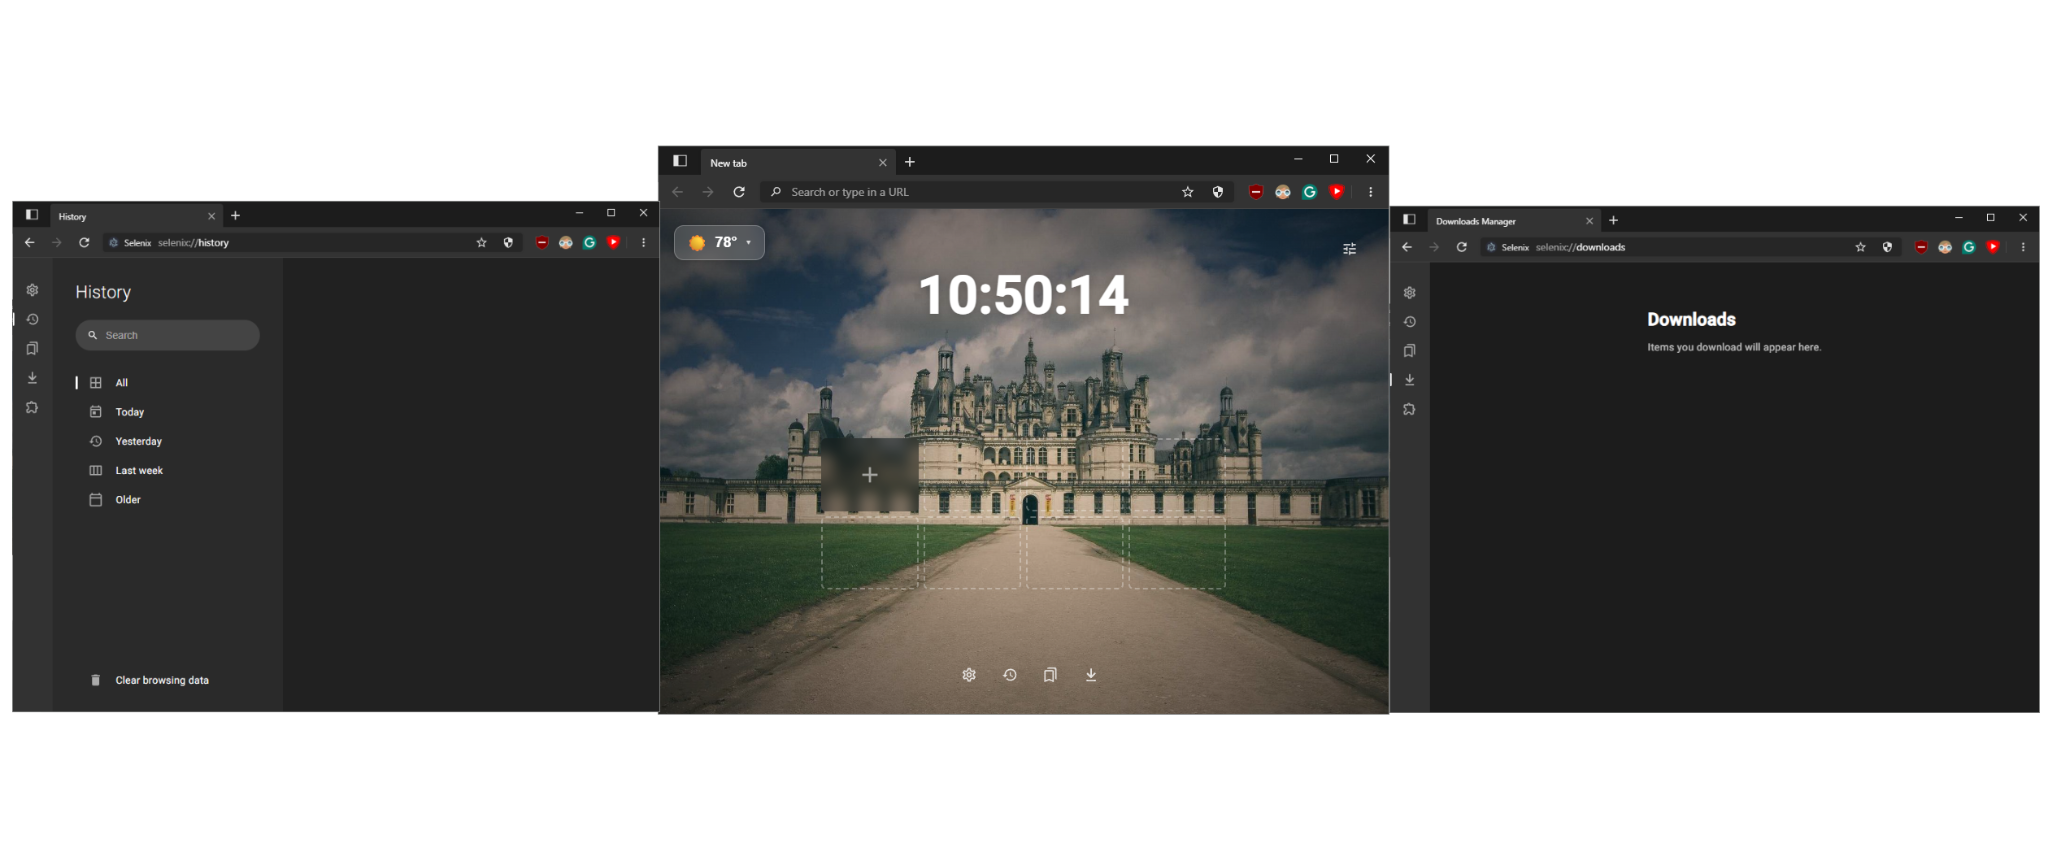 History
Selenix selenix://history
History
Search
All
Today
Yesterday
Last week
Older
Clear browsing data
New tab
Search or type in a URL
78°
10:50:14
Downloads Manager
Selenix selenix://downloads
Downloads
Items you download will appear here.